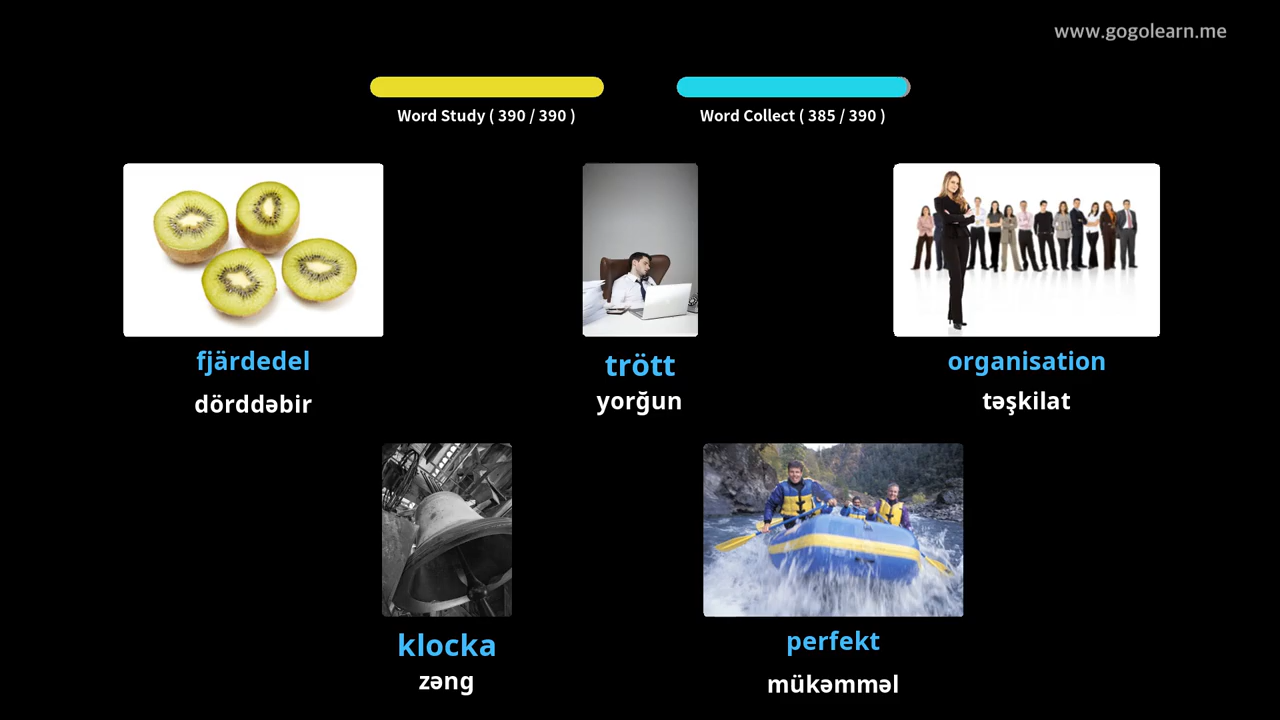 www.gogolearn.me
Word Study ( 390 / 390 )
Word Collect ( 385 / 390 )
fjärdedel
dörddəbir
trött
yorğun
organisation
təşkilat
klocka
zəng
perfekt
mükəmməl